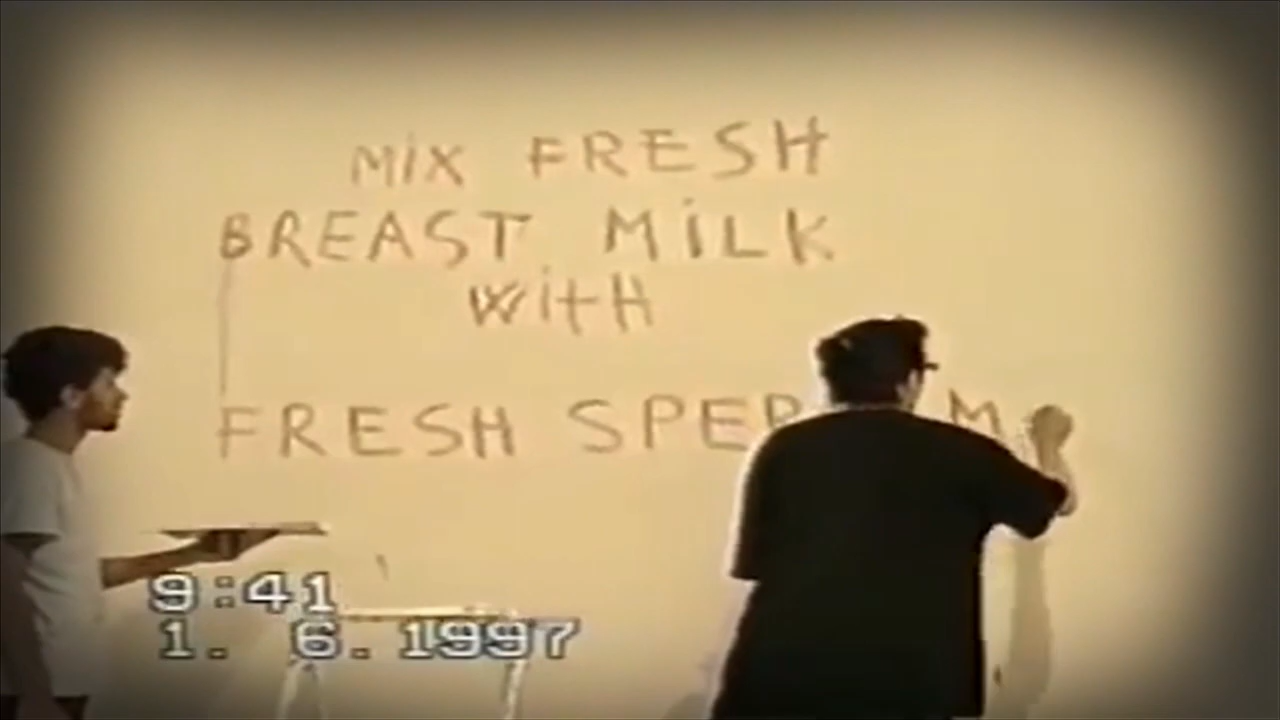 MiX FRESH
BREAST MiLK
WitH
FRESH SPER M
9:41
1. 6. 1997